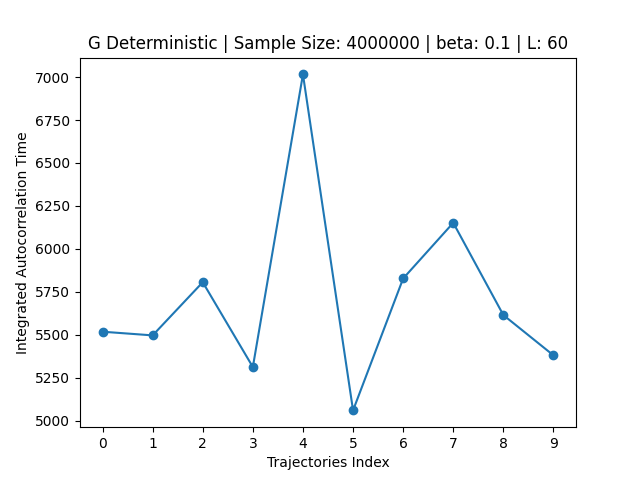 G Deterministic | Sample Size: 4000000 | beta: 0.1 | L: 60
Integrated Autocorrelation Time
7000
6750
6500
6250
6000
5750
5500
5250
5000
0 1 2 3 4 5 6 7 8 9
Trajectories Index